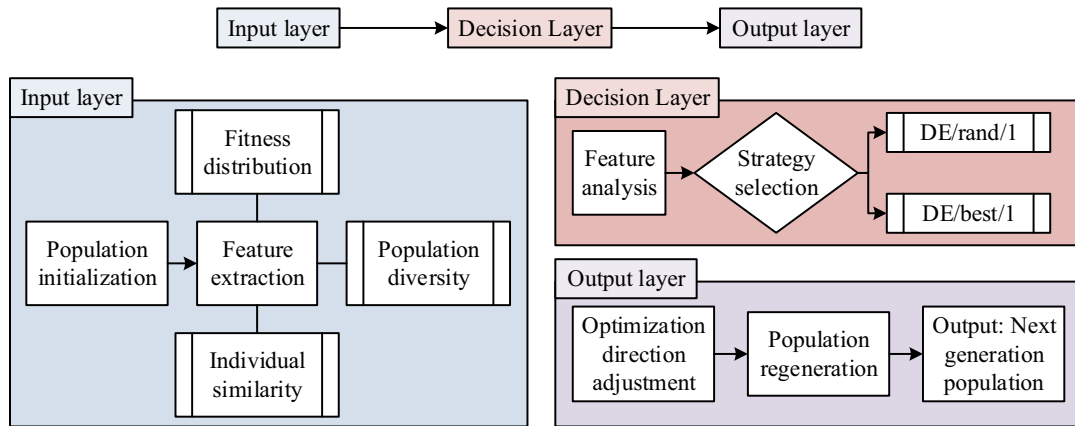 Input layer
Decision Layer
Output layer
Input layer
Fitness
distribution
Population
initialization
Feature
extraction
Population
diversity
Individual
similarity
Decision Layer
Feature
analysis
Strategy
selection
DE/rand/1
DE/best/1
Output layer
Optimization
direction
adjustment
Population
regeneration
Output: Next
generation
population